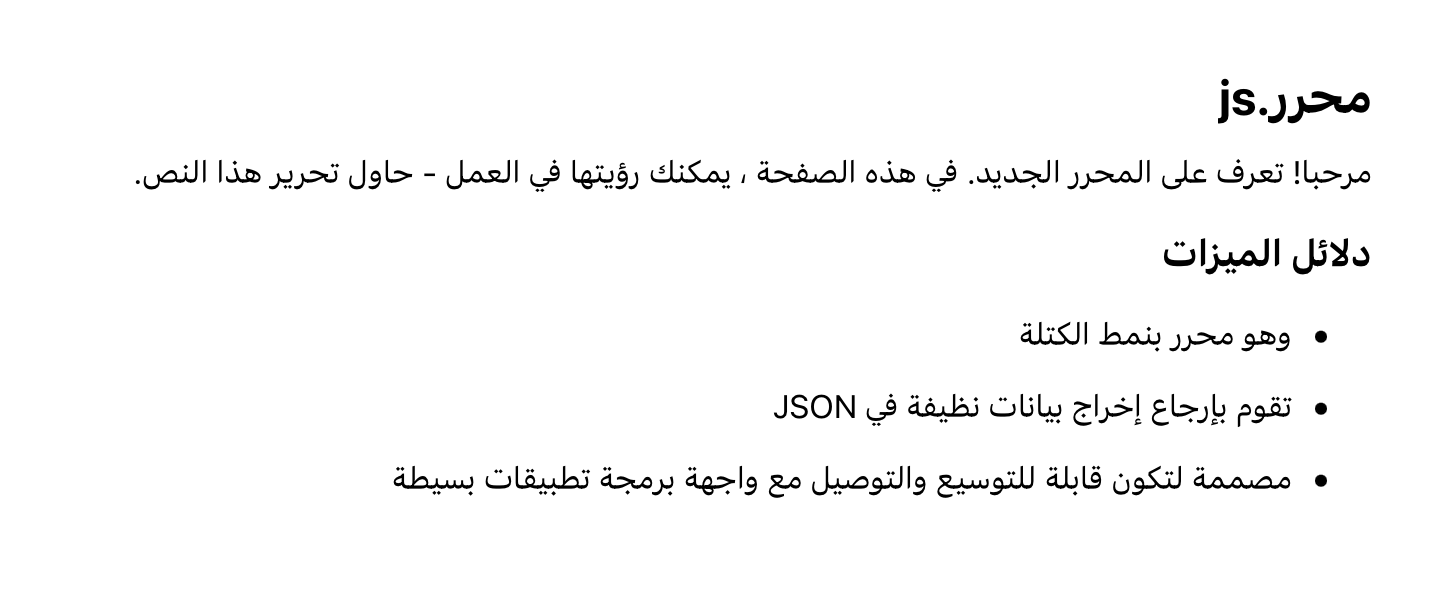 محرر.js
مرحبا! تعرف على المحرر الجديد. في هذه الصفحة ، يمكنك رؤيتها في العمل - حاول تحرير هذا النص.
دلائل الميزات
• وهو محرر بنمط الكتلة
• تقوم بإرجاع إخراج بيانات نظيفة في JSON
• مصممة لتكون قابلة للتوسيع والتوصيل مع واجهة برمجة تطبيقات بسيطة